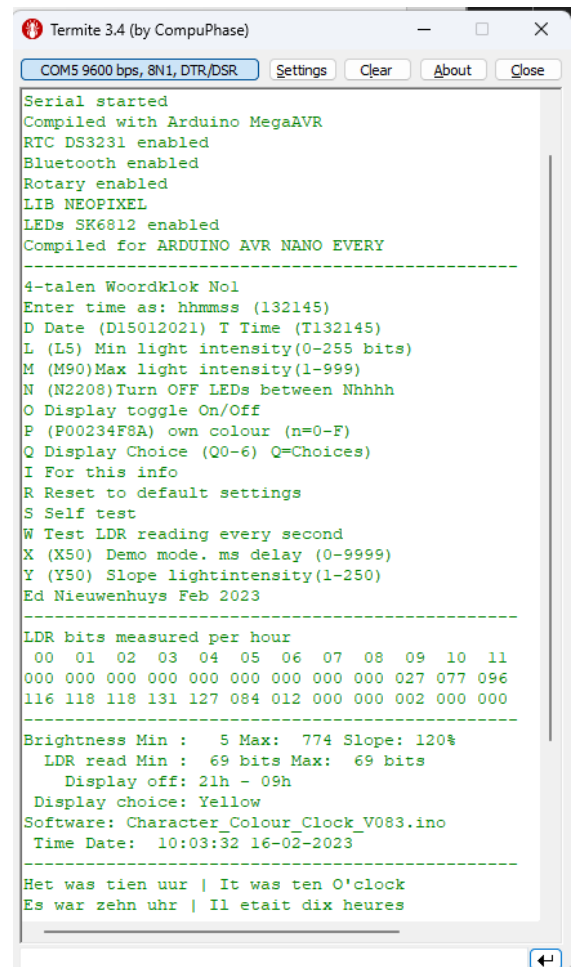 Termite 3.4 (by CompuPhase)
COM5 9600 bps, 8N1, DTR/DSR Settings Clear About Close
Serial started
Compiled with Arduino MegaAVR
RTC DS3231 enabled
Bluetooth enabled
Rotary enabled
LIB NEOPIXEL
LEDs SK6812 enabled
Compiled for ARDUINO AVR NANO EVERY
--------------------------------------------------
4-talen Woordklok No1
Enter time as: hhmmss (132145)
D Date (D15012021) T Time (T132145)
L (L5) Min light intensity(0-255 bits)
M (M90)Max light intensity(1-999)
N (N2208)Turn OFF LEDs between Nhhhh
O Display toggle On/Off
P (P00234F8A) own colour (n=0-F)
Q Display Choice (Q0-6) Q=Choices)
I For this info
R Reset to default settings
S Self test
W Test LDR reading every second
X (X50) Demo mode. ms delay (0-9999)
Y (Y50) Slope lightintensity(1-250)
Ed Nieuwenhuys Feb 2023
--------------------------------------------------
LDR bits measured per hour
00 01 02 03 04 05 06 07 08 09 10 11
000 000 000 000 000 000 000 000 000 027 077 096
116 118 118 131 127 084 012 000 000 002 000 000
--------------------------------------------------
Brightness Min :   5 Max:  774 Slope: 120%
LDR read Min :  69 bits Max:  69 bits
Display off: 21h - 09h
Display choice: Yellow
Software: Character_Colour_Clock_V083.ino
Time Date:  10:03:32 16-02-2023
--------------------------------------------------
Het was tien uur | It was ten O'clock
Es war zehn uhr | Il etait dix heures